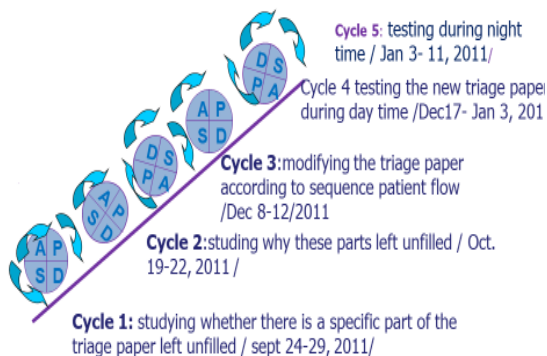 Cycle 5: testing during night
time / Jan 3- 11, 2011/
Cycle 4 testing the new triage paper
during day time /Dec17- Jan 3, 201
Cycle 3:modifying the triage paper
according to sequence patient flow
/Dec 8-12/2011
Cycle 2:studing why these parts left unfilled / Oct.
19-22, 2011 /
Cycle 1: studying whether there is a specific part of the
triage paper left unfilled / sept 24-29, 2011/
D S
P A
A P
S D
D S
P A
A P
S D
A P
S D